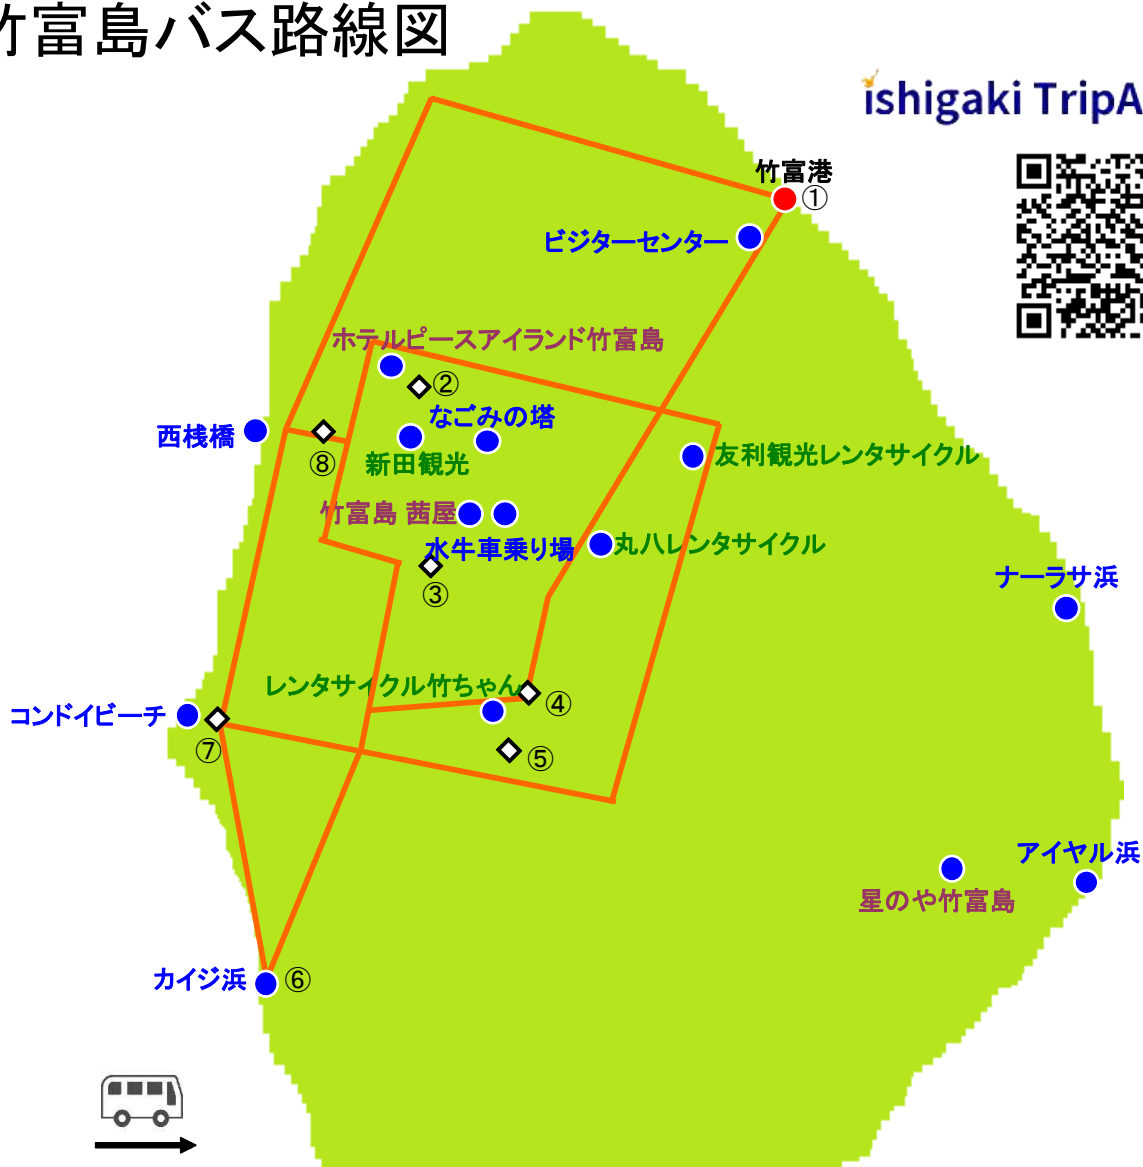 竹富島バス路線図
ishigaki TripA
竹富港
①
ビジターセンター
ホテルピースアイランド竹富島
②
なごみの塔
西桟橋
⑧
新田観光
友利観光レンタサイクル
竹富島 茜屋
水牛車乗り場
丸八レンタサイクル
③
ナーラサ浜
レンタサイクル竹ちゃん
④
コンドイビーチ
⑦
⑤
アイヤル浜
星のや竹富島
カイジ浜
⑥